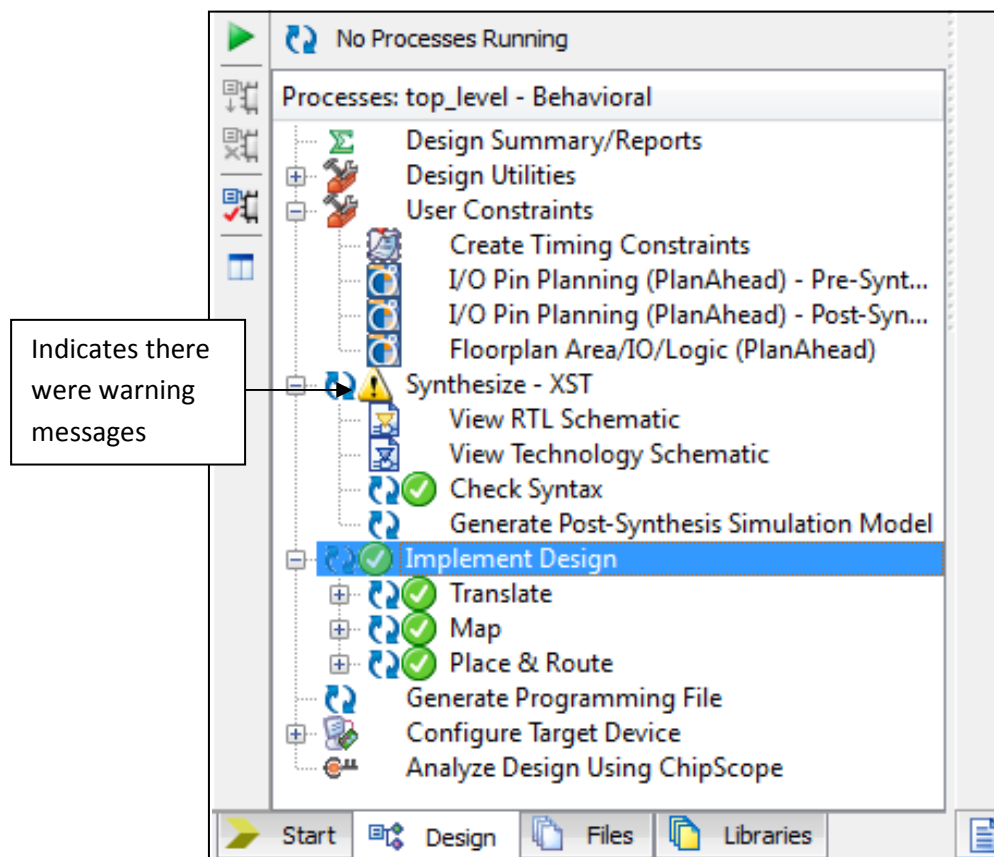 No Processes Running
Processes: top_level - Behavioral
Design Summary/Reports
Design Utilities
User Constraints
Create Timing Constraints
I/O Pin Planning (PlanAhead) - Pre-Synt...
I/O Pin Planning (PlanAhead) - Post-Syn...
Floorplan Area/IO/Logic (PlanAhead)
Indicates there
were warning
messages
Synthesize - XST
View RTL Schematic
View Technology Schematic
Check Syntax
Generate Post-Synthesis Simulation Model
Implement Design
Translate
Map
Place & Route
Generate Programming File
Configure Target Device
Analyze Design Using ChipScope
Start Design Files Libraries